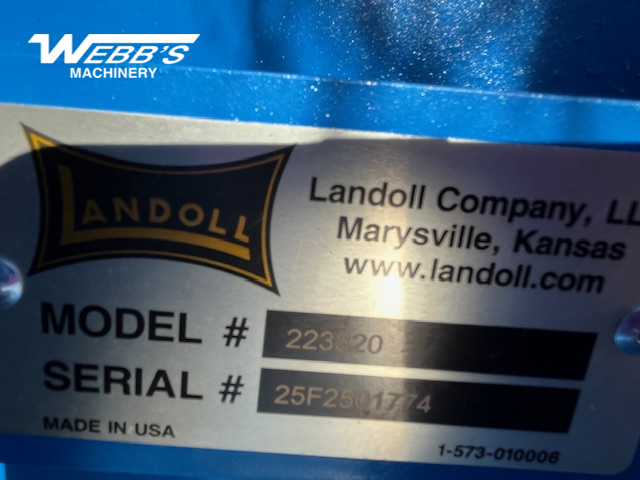 WEBB'S
MACHINERY
LANDOLL
Landoll Company, LL
Marysville, Kansas
www.landoll.com
MODEL #
SERIAL # 25F2501774
MADE IN USA
1-573-010006